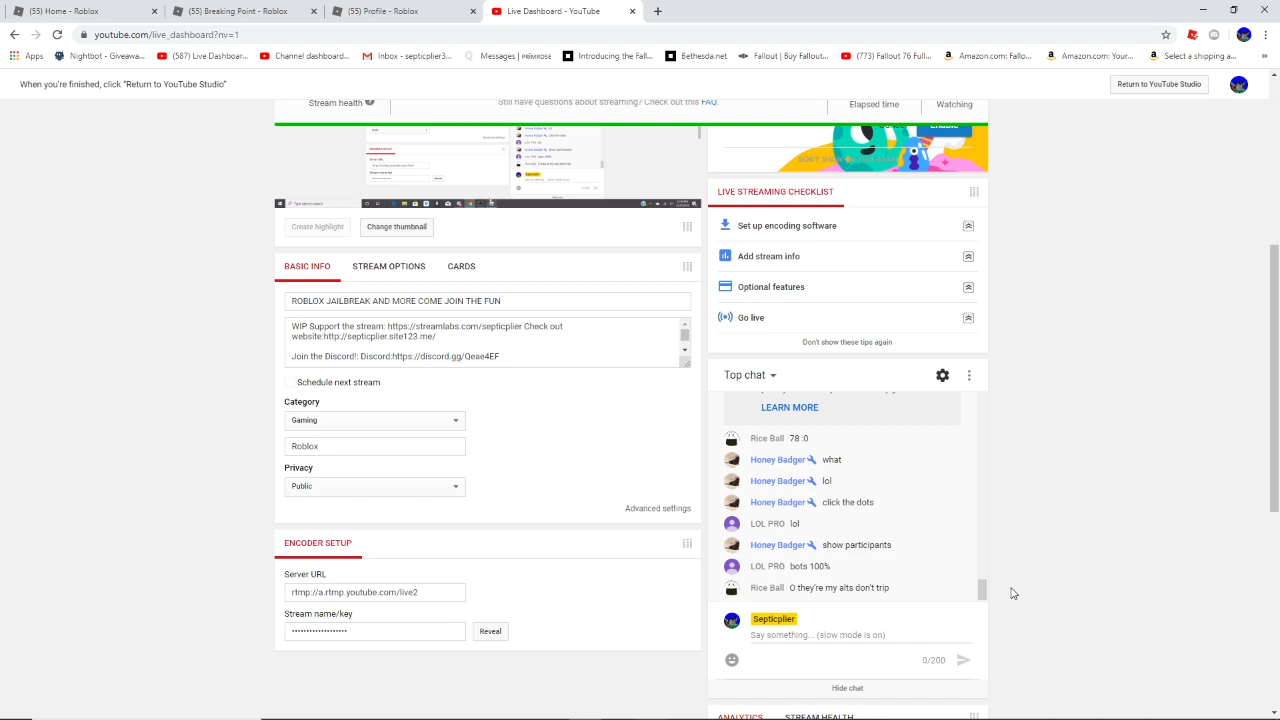 (55) Home - Roblox
(55) Breaking Point - Roblox
(55) Profile - Roblox
Live Dashboard - YouTube
youtube.com/live_dashboard?nv=1
Apps
Nightbot - Giveawa...
(587) Live Dashboard...
Channel dashboard...
Inbox - septicplier3...
Messages | PRiMROSE
Introducing the Fall...
Bethesda.net
Fallout | Buy Fallout...
(773) Fallout 76 Full...
Amazon.com: Fallo...
Amazon.com: Your...
Select a shipping a...
When you're finished, click "Return to YouTube Studio"
Return to YouTube Studio
Stream health
Still have questions about streaming? Check out this FAQ.
Elapsed time
Watching
Create highlight
Change thumbnail
BASIC INFO
STREAM OPTIONS
CARDS
ROBLOX JAILBREAK AND MORE COME JOIN THE FUN
WIP Support the stream: https://streamlabs.com/septicplier Check out
website:http://septicplier.site123.me/
Join the Discord!: Discord:https://discord.gg/Qeae4EF
Schedule next stream
Category
Gaming
Roblox
Privacy
Public
Advanced settings
ENCODER SETUP
Server URL
rtmp://a.rtmp.youtube.com/live2
Stream name/key
••••••••••••••••••••
Reveal
LIVE STREAMING CHECKLIST
Set up encoding software
Add stream info
Optional features
Go live
Don't show these tips again
Top chat
LEARN MORE
Rice Ball 78 :0
Honey Badger what
Honey Badger lol
Honey Badger click the dots
LOL PRO lol
Honey Badger show participants
LOL PRO bots 100%
Rice Ball O they're my alts don't trip
Septicplier
Say something... (slow mode is on)
0/200
Hide chat
ANALYTICS
STREAM HEALTH